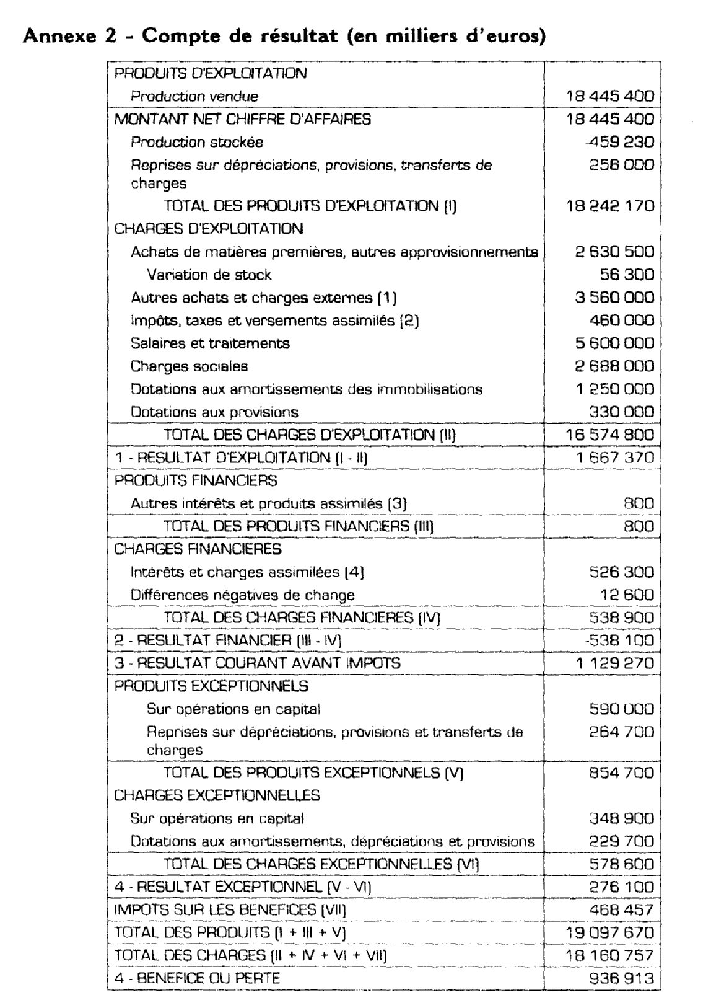 Annexe 2 - Compte de résultat (en milliers d'euros)
PRODUITS D'EXPLOITATION
Production vendue 18 445 400
MONTANT NET CHIFFRE D'AFFAIRES 18 445 400
Production stockée -459 230
Reprises sur dépréciations, provisions, transferts de 256 000
charges
TOTAL DES PRODUITS D'EXPLOITATION (I) 18 242 170
CHARGES D'EXPLOITATION
Achats de matières premières, autres approvisionnements 2 630 500
Variation de stock 56 300
Autres achats et charges externes (1) 3 560 000
Impôts, taxes et versements assimilés (2) 460 000
Salaires et traitements 5 600 000
Charges sociales 2 688 000
Dotations aux amortissements des immobilisations 1 250 000
Dotations aux provisions 330 000
TOTAL DES CHARGES D'EXPLOITATION (II) 16 574 800
1 - RESULTAT D'EXPLOITATION (I - II) 1 667 370
PRODUITS FINANCIERS
Autres intérêts et produits assimilés (3) 800
TOTAL DES PRODUITS FINANCIERS (III) 800
CHARGES FINANCIERES
Intérêts et charges assimilées (4) 526 300
Différences négatives de change 12 600
TOTAL DES CHARGES FINANCIERES (IV) 538 900
2 - RESULTAT FINANCIER (III - IV) -538 100
3 - RESULTAT COURANT AVANT IMPOTS 1 129 270
PRODUITS EXCEPTIONNELS
Sur opérations en capital 590 000
Reprises sur dépréciations, provisions et transferts de 264 700
charges
TOTAL DES PRODUITS EXCEPTIONNELS (V) 854 700
CHARGES EXCEPTIONNELLES
Sur opérations en capital 348 900
Dotations aux amortissements, dépréciations et provisions 229 700
TOTAL DES CHARGES EXCEPTIONNELLES (VI) 578 600
4 - RESULTAT EXCEPTIONNEL (V - VI) 276 100
IMPOTS SUR LES BENEFICES (VII) 468 457
TOTAL DES PRODUITS (I + III + V) 19 097 670
TOTAL DES CHARGES (II + IV + VI + VII) 18 160 757
4 - BENEFICE OU PERTE 936 913